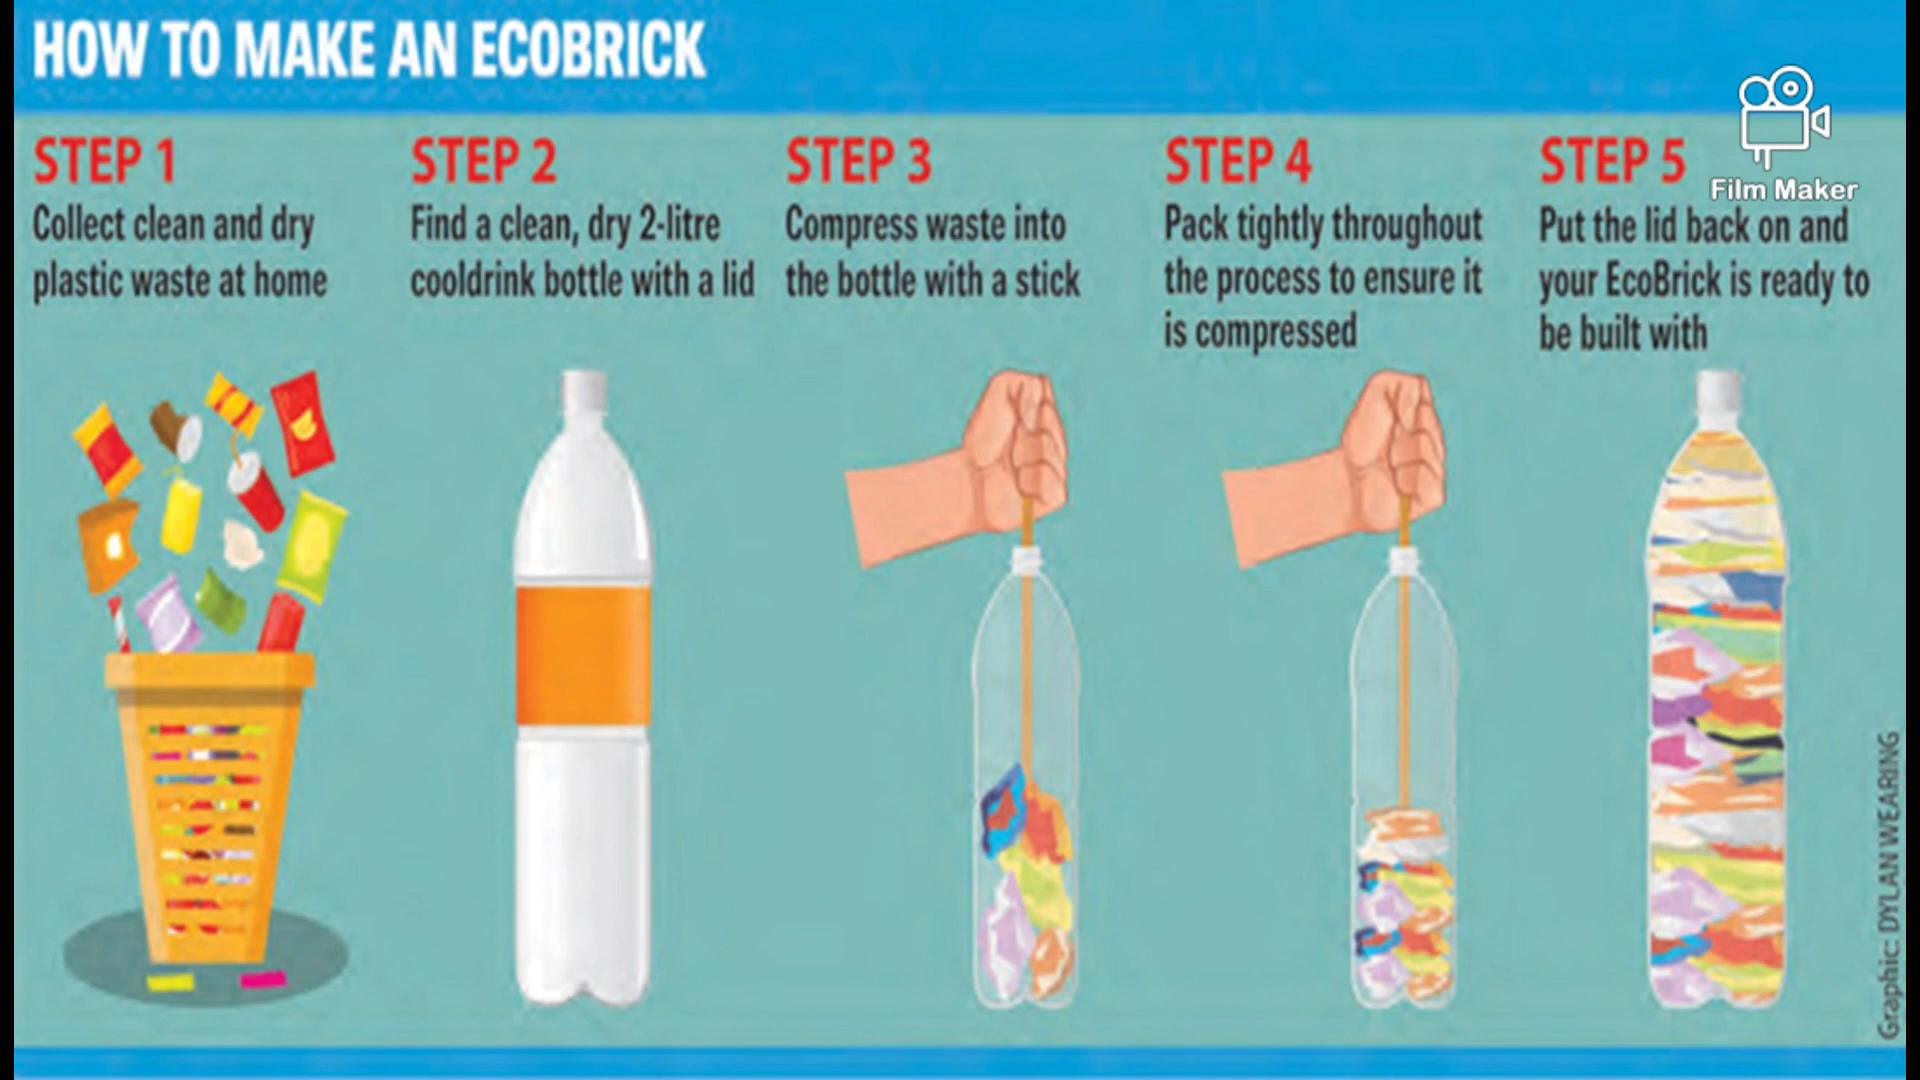 HOW TO MAKE AN ECOBRICK
STEP 1
Collect clean and dry
plastic waste at home
STEP 2
Find a clean, dry 2-litre
cooldrink bottle with a lid
STEP 3
Compress waste into
the bottle with a stick
STEP 4
Pack tightly throughout
the process to ensure it
is compressed
STEP 5
Put the lid back on and
your EcoBrick is ready to
be built with
Film Maker
Graphic: DYLAN WEARING